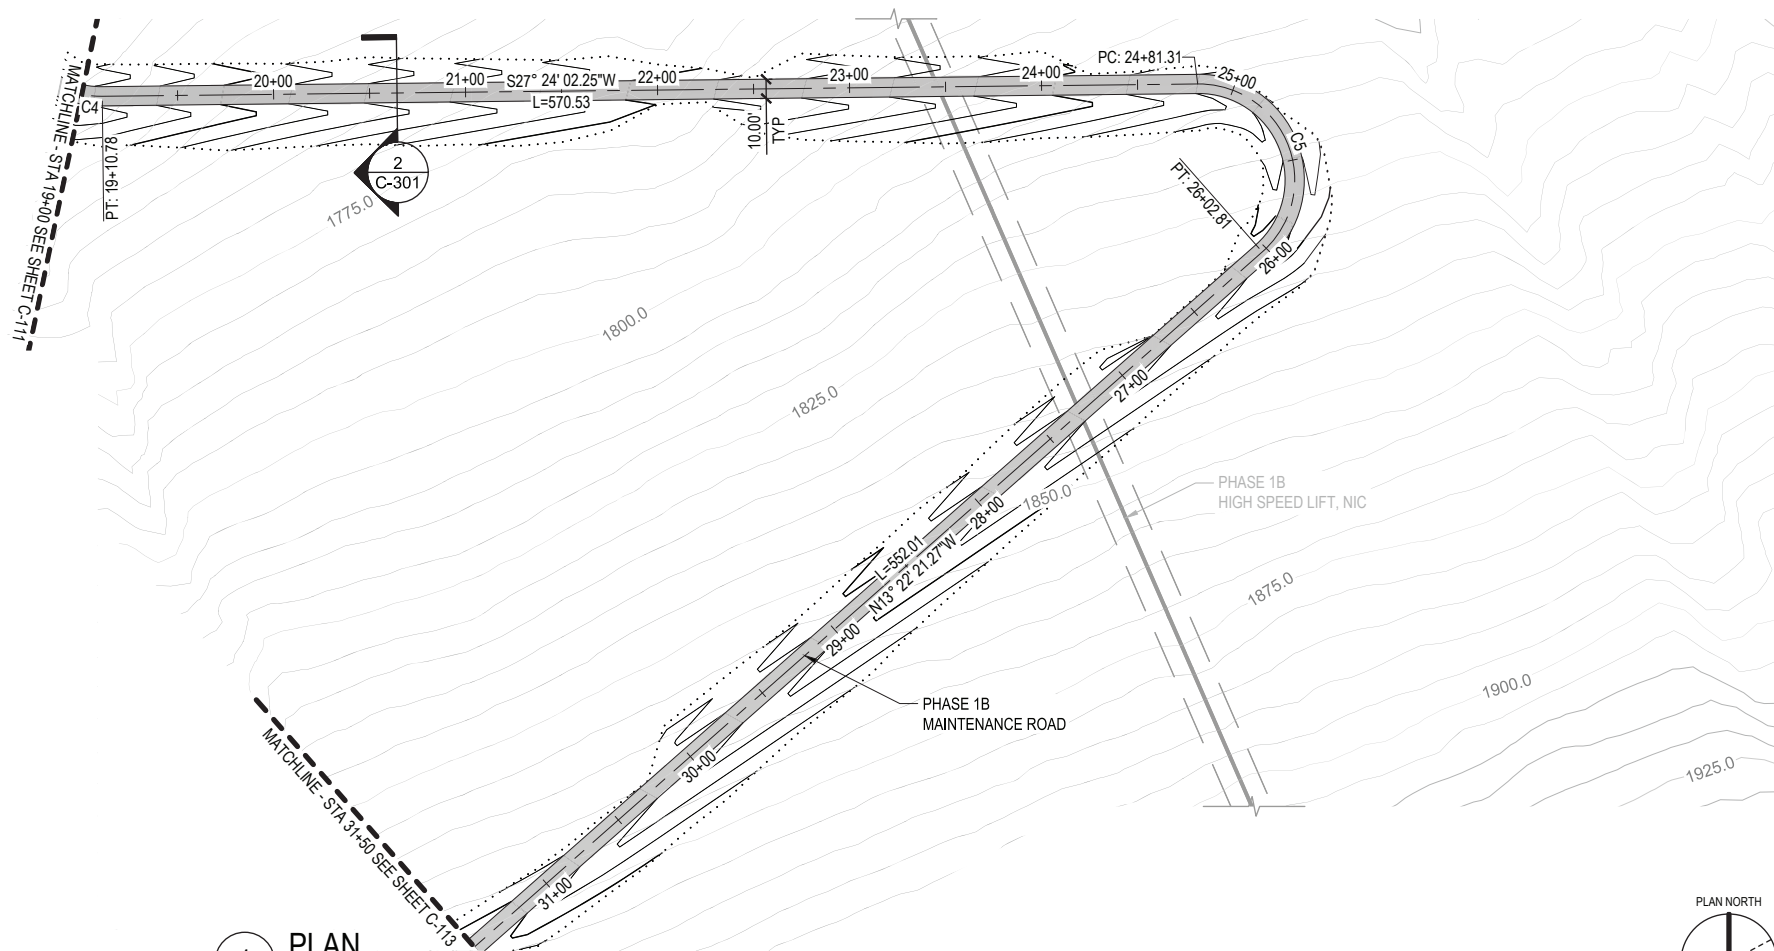 MATCHLINE - STA 19+00 SEE SHEET C-111
C4
PT: 19+10.78
20+00
21+00
S27° 24' 02.25"W
L=570.53
22+00
10.00'
TYP
23+00
24+00
PC: 24+81.31
25+00
C5
PT: 26+02.81
26+00
2
C-301
1775.0
1800.0
1825.0
27+00
1850.0
28+00
PHASE 1B
HIGH SPEED LIFT, NIC
L=552.01
N13° 22' 21.27"W
1875.0
29+00
PHASE 1B
MAINTENANCE ROAD
1900.0
30+00
1925.0
MATCHLINE - STA 31+50 SEE SHEET C-113
31+00
PLAN
PLAN NORTH